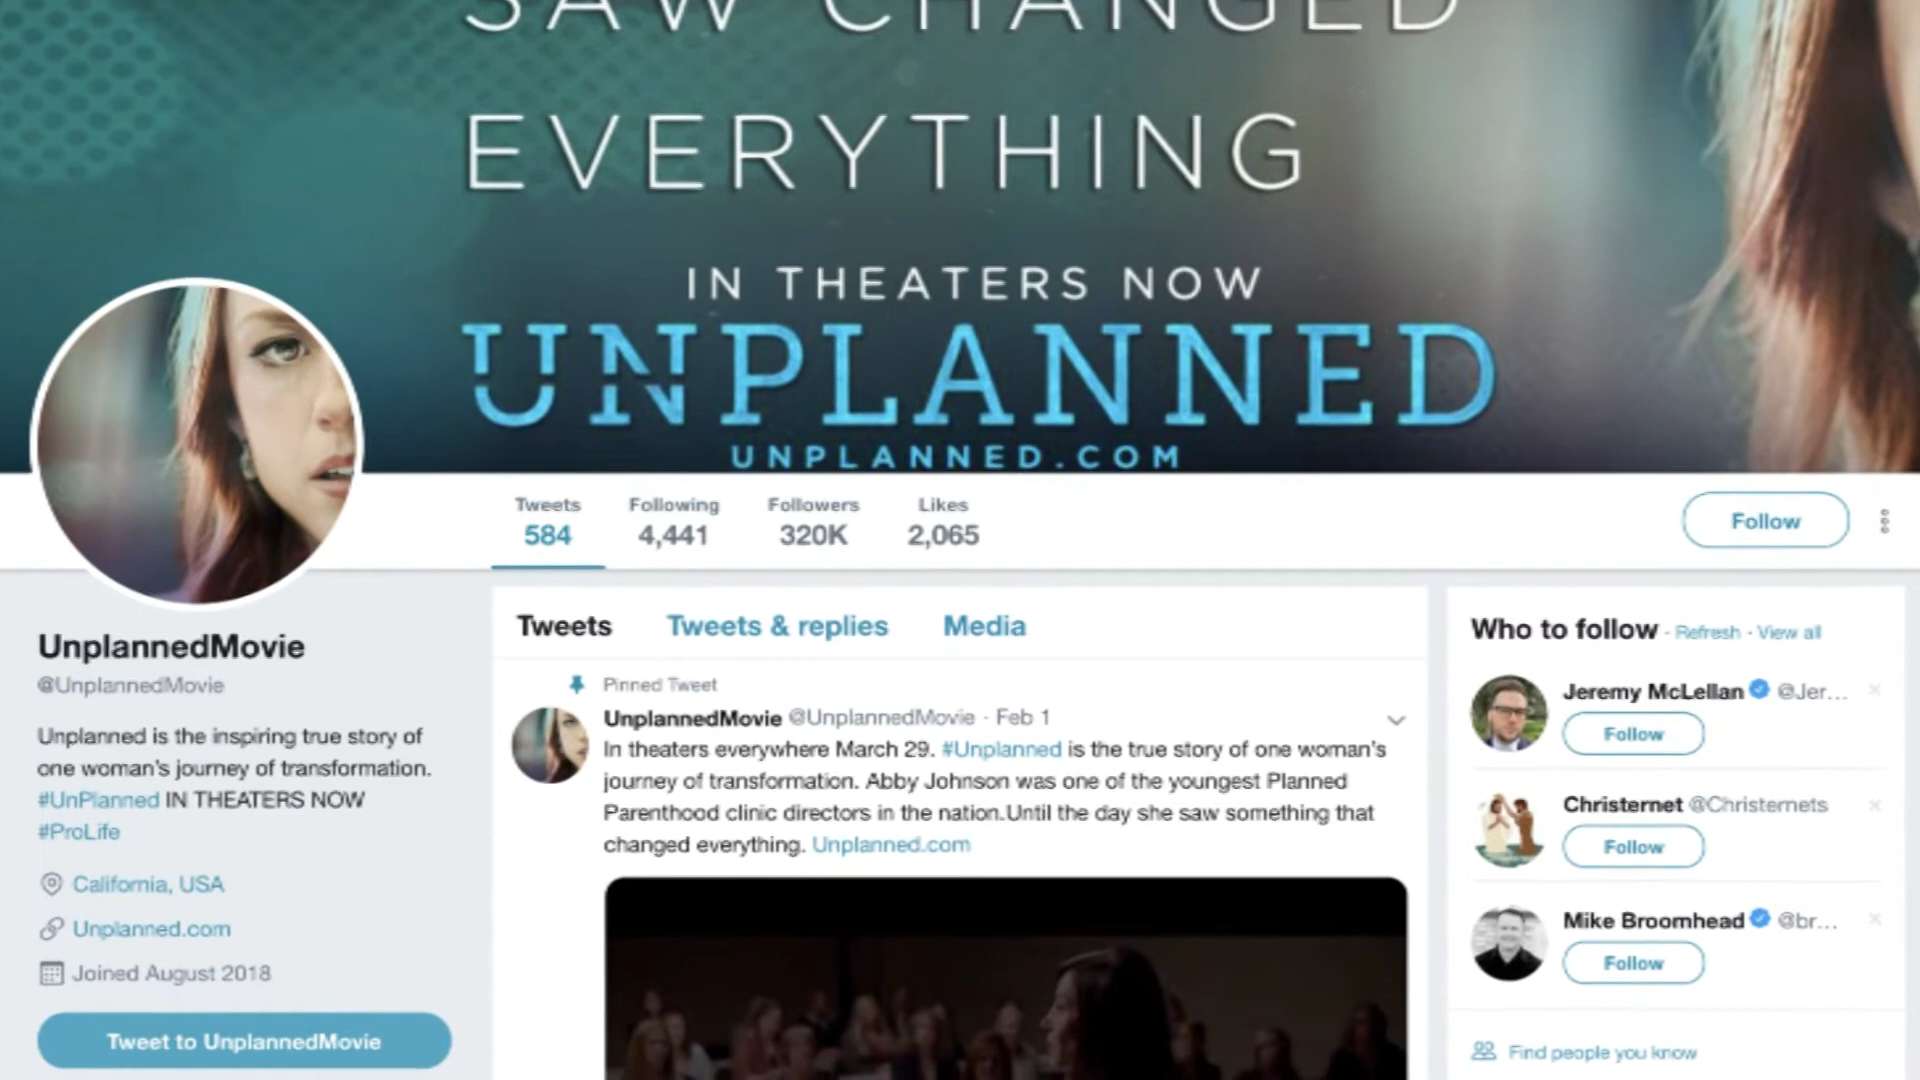 SAW CHANGED
EVERYTHING
IN THEATERS NOW
UNPLANNED
UNPLANNED.COM
Tweets Following Followers Likes
584 4,441 320K 2,065
Follow
UnplannedMovie
@UnplannedMovie
Unplanned is the inspiring true story of
one woman's journey of transformation.
#UnPlanned IN THEATERS NOW
#ProLife
California, USA
Unplanned.com
Joined August 2018
Tweet to UnplannedMovie
Tweets Tweets & replies Media
Pinned Tweet
UnplannedMovie @UnplannedMovie · Feb 1
In theaters everywhere March 29. #Unplanned is the true story of one woman's
journey of transformation. Abby Johnson was one of the youngest Planned
Parenthood clinic directors in the nation.Until the day she saw something that
changed everything. Unplanned.com
Who to follow · Refresh · View all
Jeremy McLellan @Jer...
Follow
Christernet @Christernets
Follow
Mike Broomhead @br...
Follow
Find people you know